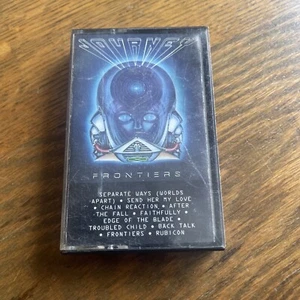 JOURNEY
FRONTIERS
SEPARATE WAYS (WORLDS
APART) • SEND HER MY LOVE
• CHAIN REACTION • AFTER
THE FALL • FAITHFULLY •
EDGE OF THE BLADE •
TROUBLED CHILD • BACK TALK
• FRONTIERS • RUBICON